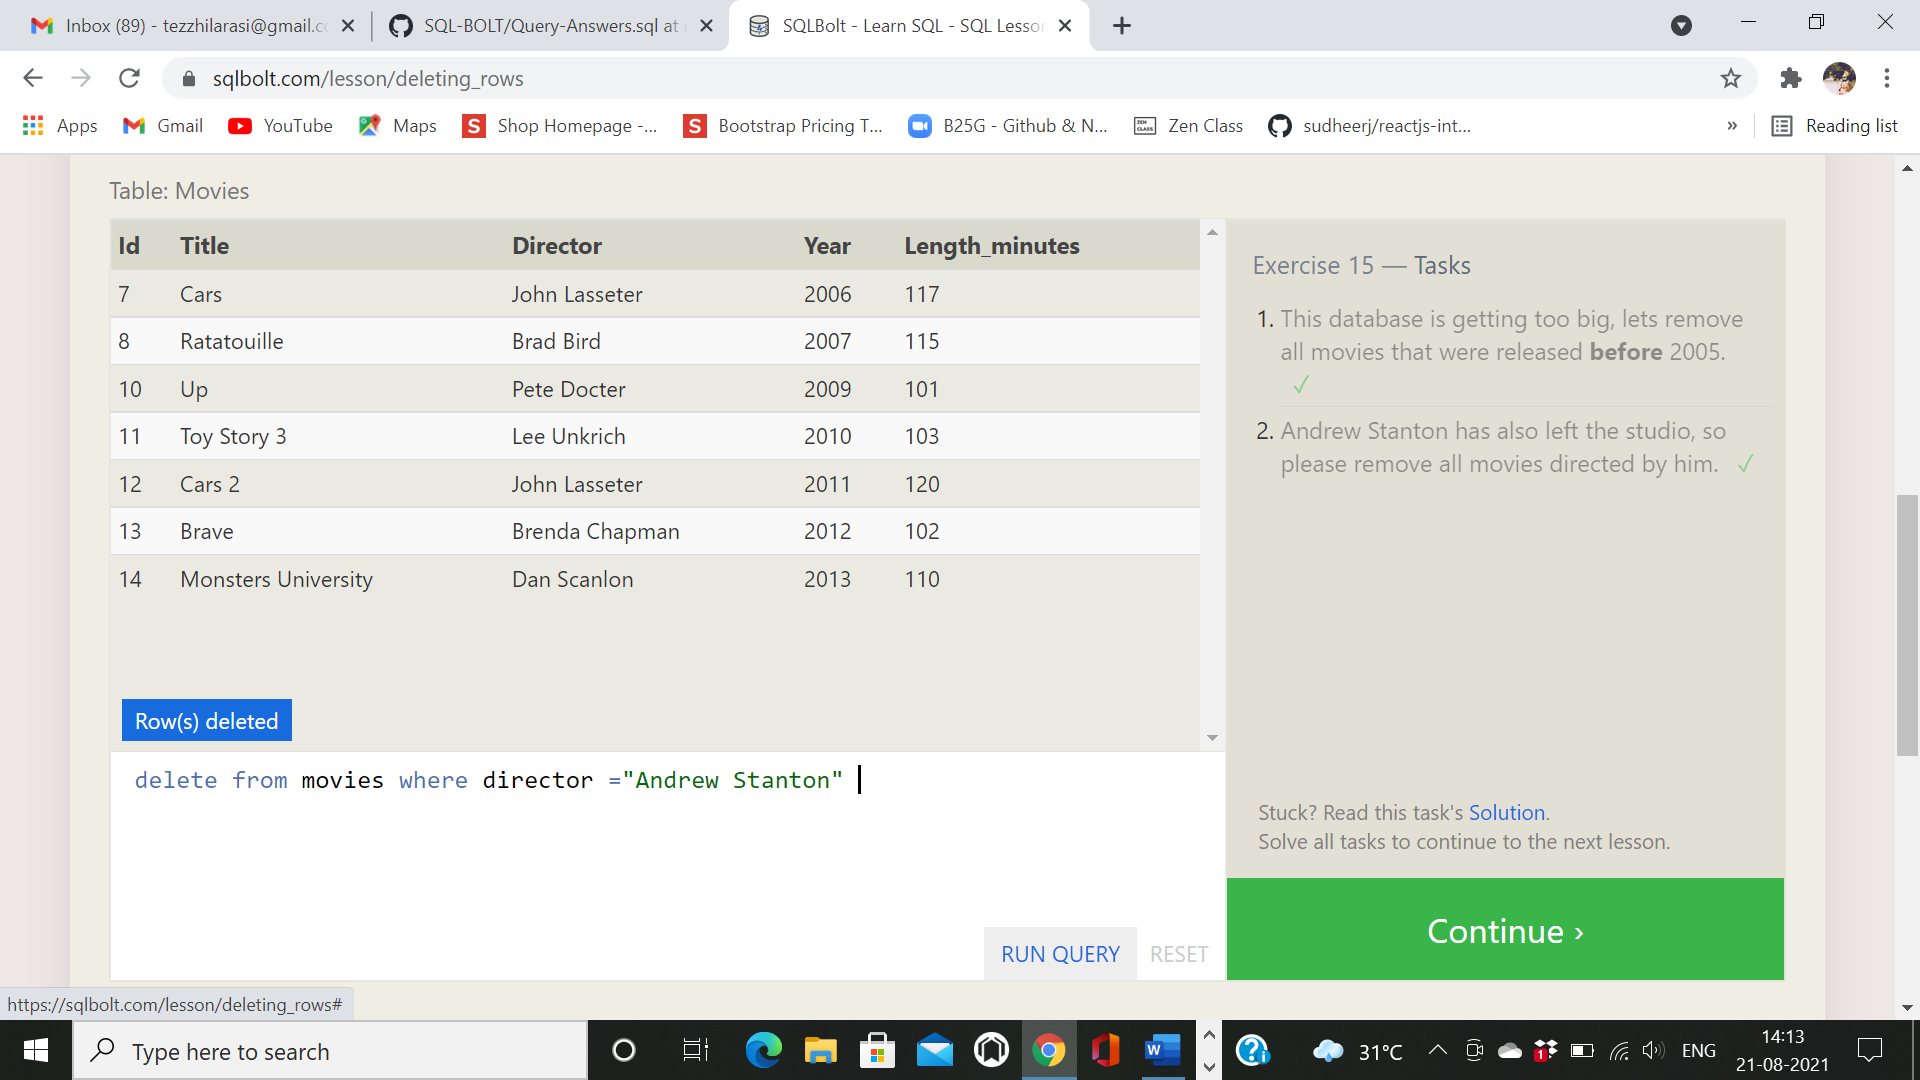 Inbox (89) - tezzhilarasi@gmail.c
SQL-BOLT/Query-Answers.sql at
SQLBolt - Learn SQL - SQL Lesson
sqlbolt.com/lesson/deleting_rows
Apps
Gmail
YouTube
Maps
S Shop Homepage -...
S Bootstrap Pricing T...
B25G - Github & N...
ZEN CLASS Zen Class
sudheerj/reactjs-int...
»
Reading list
Table: Movies
Id Title Director Year Length_minutes
7 Cars John Lasseter 2006 117
8 Ratatouille Brad Bird 2007 115
10 Up Pete Docter 2009 101
11 Toy Story 3 Lee Unkrich 2010 103
12 Cars 2 John Lasseter 2011 120
13 Brave Brenda Chapman 2012 102
14 Monsters University Dan Scanlon 2013 110
Row(s) deleted
delete from movies where director ="Andrew Stanton"
RUN QUERY RESET
Exercise 15 — Tasks
1. This database is getting too big, lets remove
all movies that were released before 2005.
✓
2. Andrew Stanton has also left the studio, so
please remove all movies directed by him. ✓
Stuck? Read this task's Solution.
Solve all tasks to continue to the next lesson.
Continue ›
https://sqlbolt.com/lesson/deleting_rows#
Type here to search
W
31°C
1
ENG
14:13
21-08-2021